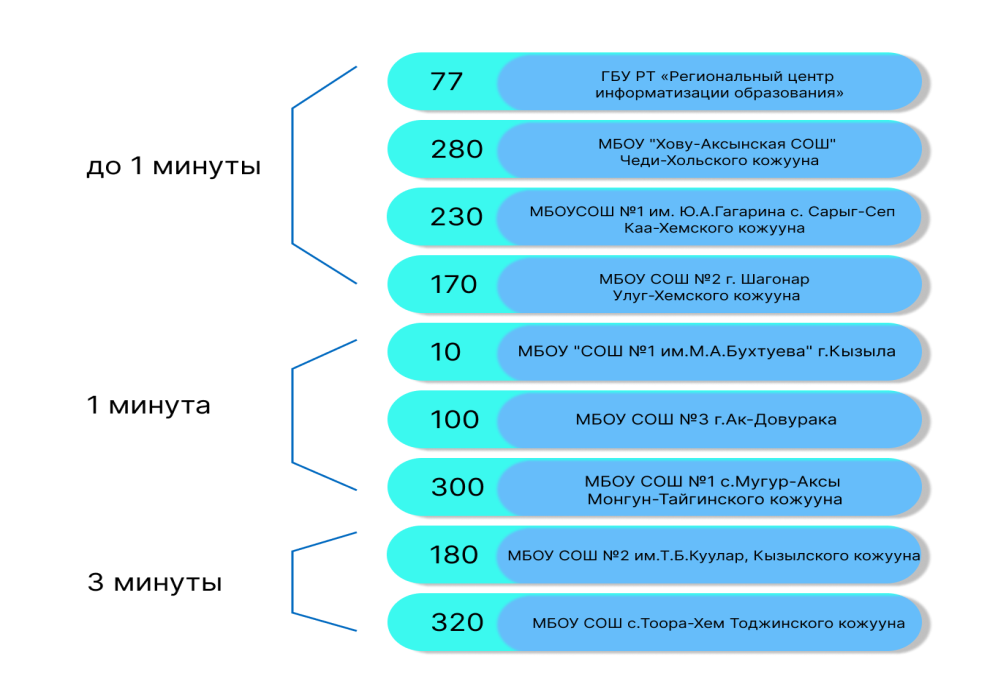 до 1 минуты
77
ГБУ РТ «Региональный центр
информатизации образования»
280
МБОУ "Хову-Аксынская СОШ"
Чеди-Хольского кожууна
230
МБОУСОШ №1 им. Ю.А.Гагарина с. Сарыг-Сеп
Каа-Хемского кожууна
170
МБОУ СОШ №2 г. Шагонар
Улуг-Хемского кожууна
1 минута
10
МБОУ "СОШ №1 им.М.А.Бухтуева" г.Кызыла
100
МБОУ СОШ №3 г.Ак-Довурака
300
МБОУ СОШ №1 с.Мугур-Аксы
Монгун-Тайгинского кожууна
3 минуты
180
МБОУ СОШ №2 им.Т.Б.Куулар, Кызылского кожууна
320
МБОУ СОШ с.Тоора-Хем Тоджинского кожууна